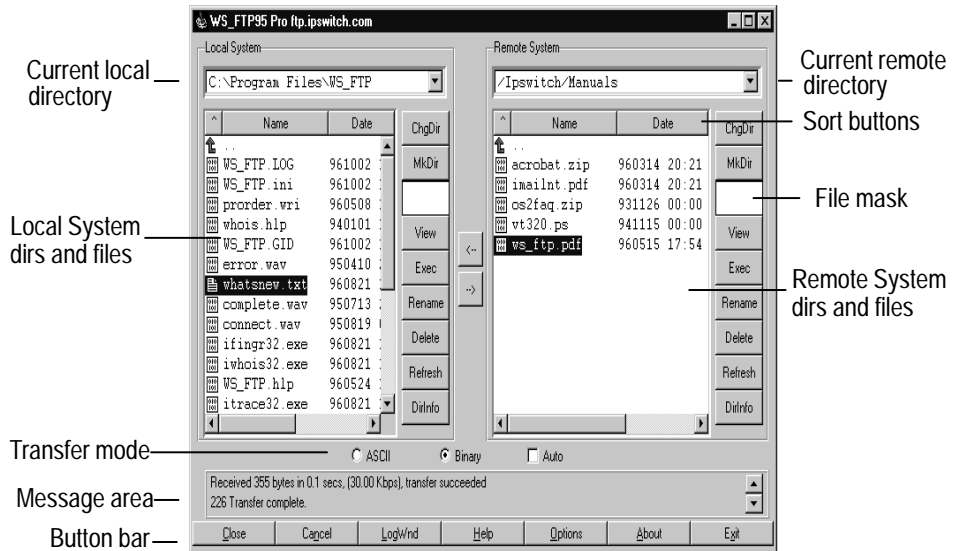 WS_FTP95 Pro ftp.ipswitch.com
Local System
Remote System
Current local directory
C:\Program Files\WS_FTP
/Ipswitch/Manuals
Current remote directory
^ Name Date
ChgDir
^ Name Date
ChgDir
Sort buttons
..
WS_FTP.LOG 961002
WS_FTP.ini 961002
prorder.wri 960508
whois.hlp 940101
WS_FTP.GID 961002
error.wav 950410
whatsnew.txt 960821
complete.wav 950713
connect.wav 950819
ifingr32.exe 960821
iwhois32.exe 960821
WS_FTP.hlp 960524
itrace32.exe 960821
MkDir
View
Exec
Rename
Delete
Refresh
DirInfo
Local System dirs and files
<--
-->
..
acrobat.zip 960314 20:21
imailnt.pdf 960314 20:21
os2faq.zip 931126 00:00
vt320.ps 941115 00:00
ws_ftp.pdf 960515 17:54
MkDir
View
Exec
Rename
Delete
Refresh
DirInfo
File mask
Remote System dirs and files
Transfer mode
ASCII Binary Auto
Message area
Received 355 bytes in 0.1 secs, (30.00 Kbps), transfer succeeded
226 Transfer complete.
Button bar
Close Cancel LogWnd Help Options About Exit